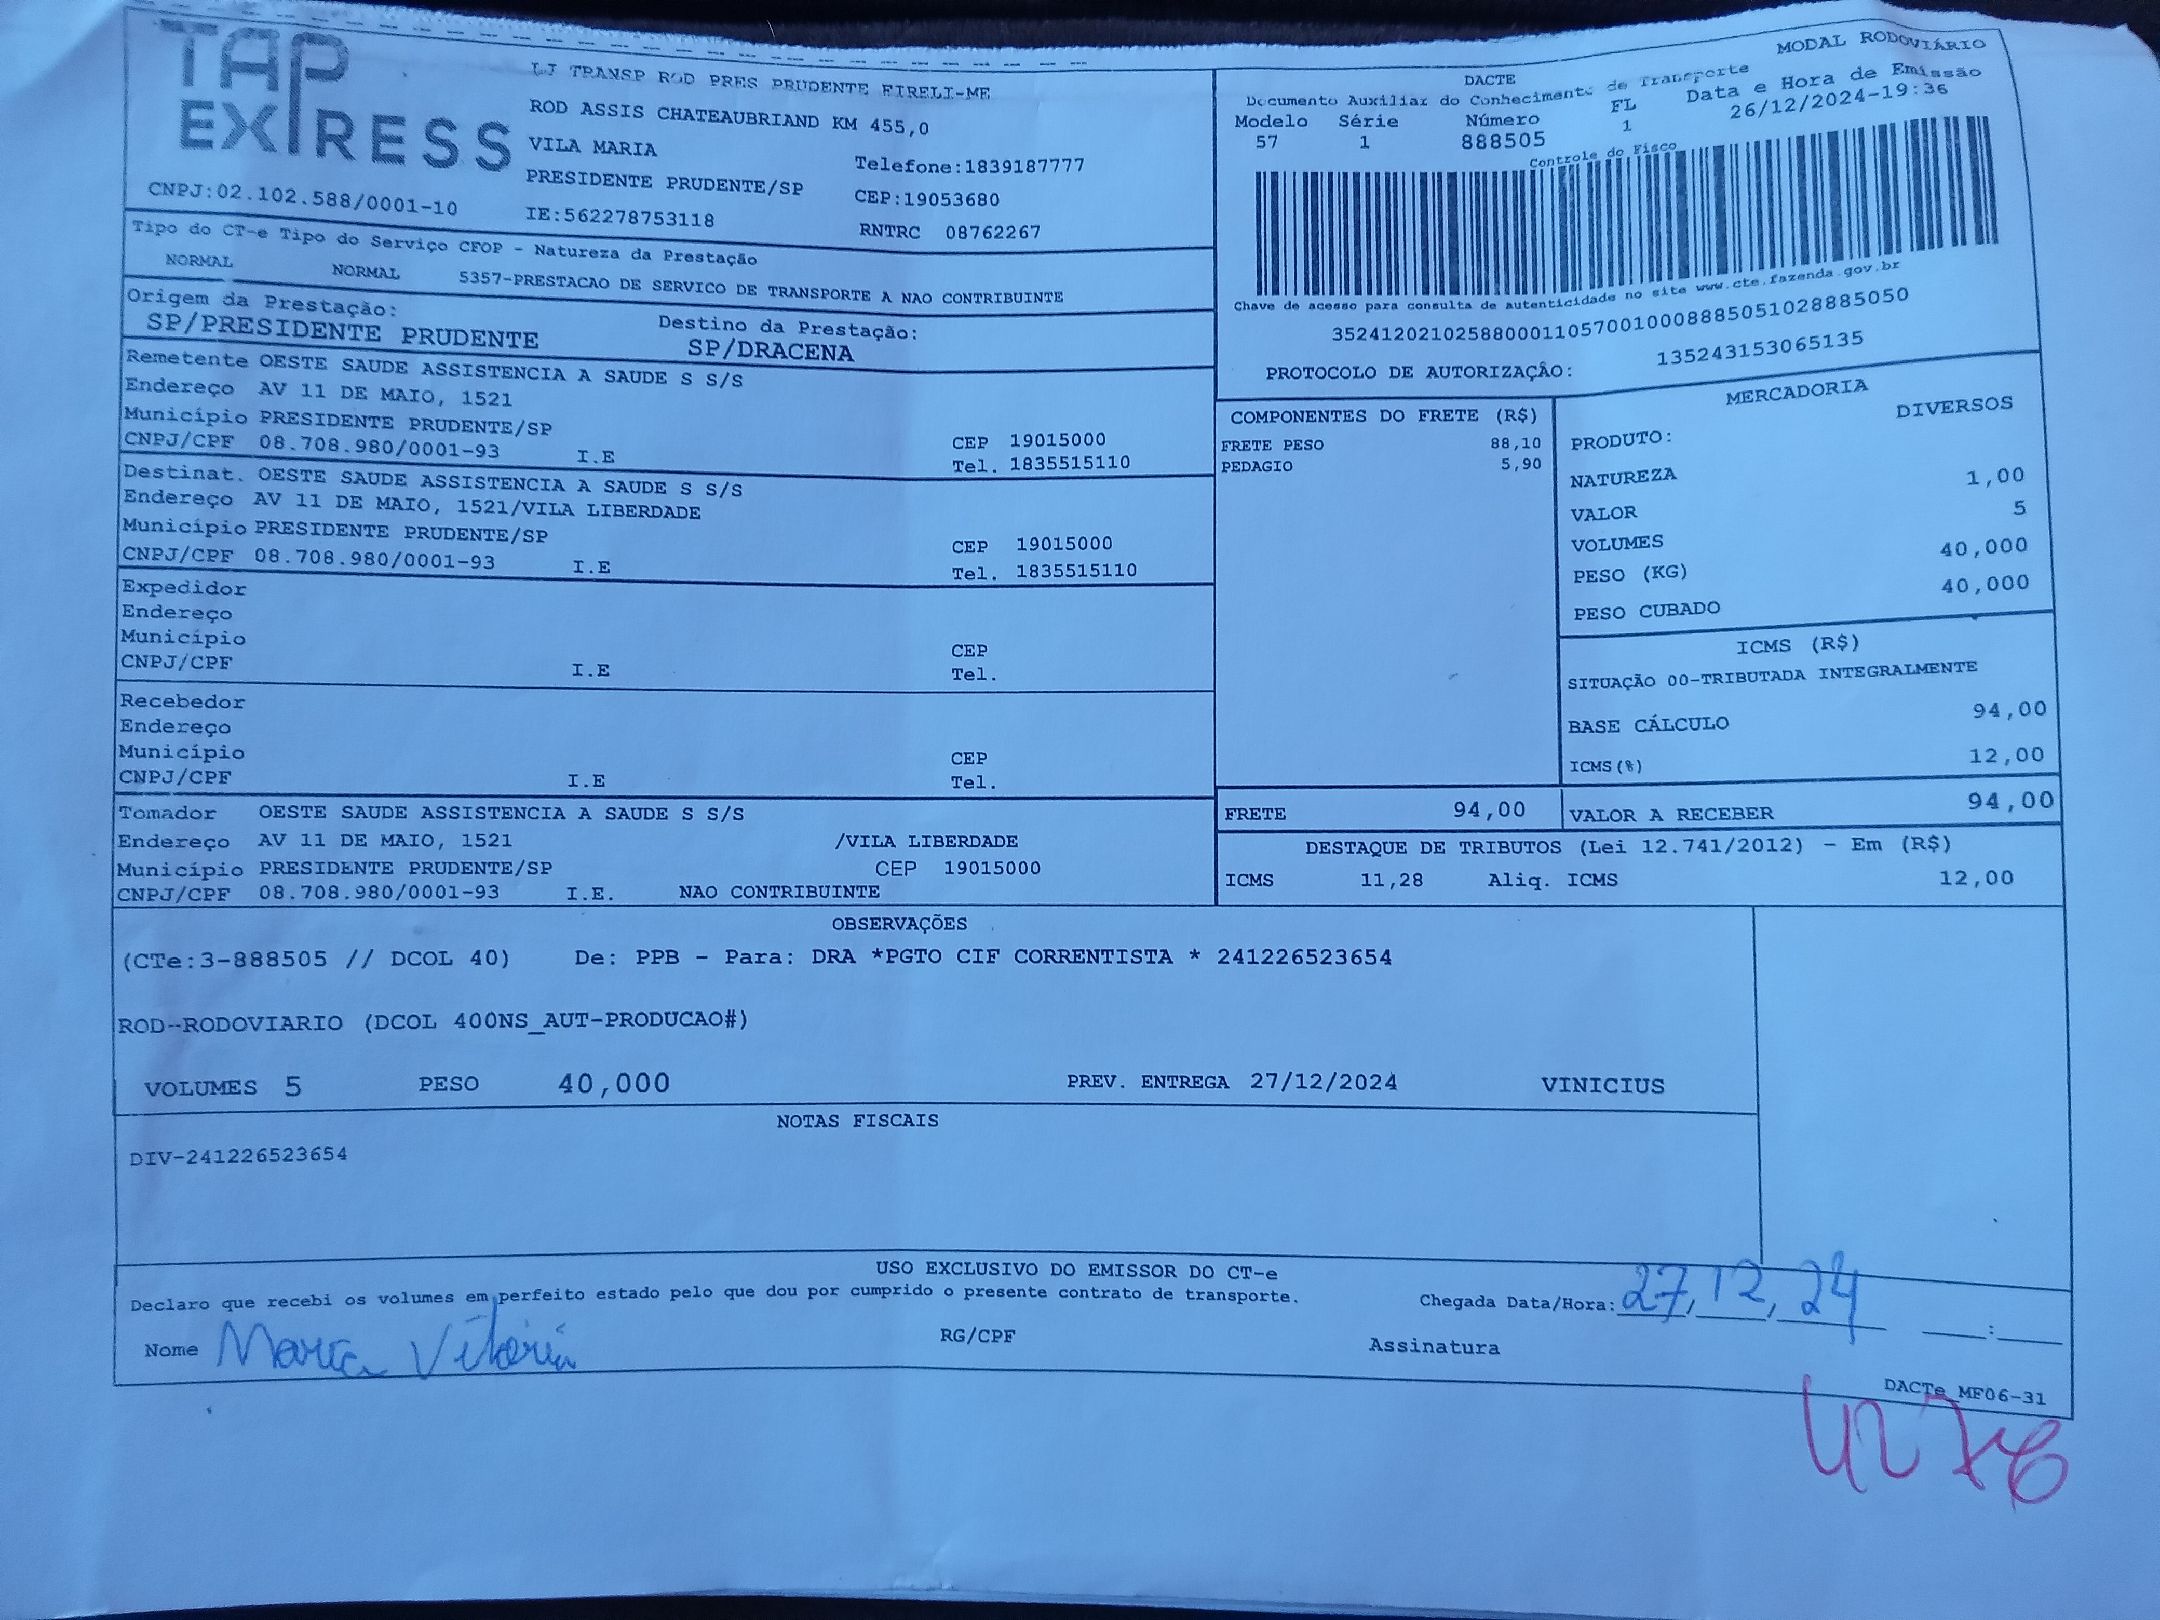 TAP EXPRESS
CNPJ:02.102.588/0001-10
LJ TRANSP ROD PRES PRUDENTE EIRELI-ME
ROD ASSIS CHATEAUBRIAND KM 455,0
VILA MARIA
Telefone:1839187777
PRESIDENTE PRUDENTE/SP
CEP:19053680
IE:562278753118
RNTRC 08762267
MODAL RODOVIÁRIO
DACTE
Documento Auxiliar do Conhecimento de Transporte
Data e Hora de Emissão
Modelo Série Número FL
57 1 888505 1 26/12/2024-19:36
Controle do Fisco
Chave de acesso para consulta de autenticidade no site www.cte.fazenda.gov.br
35241202102588000110570010008885051028885050
PROTOCOLO DE AUTORIZAÇÃO: 135243153065135
Tipo do CT-e Tipo do Serviço CFOP - Natureza da Prestação
NORMAL NORMAL 5357-PRESTACAO DE SERVICO DE TRANSPORTE A NAO CONTRIBUINTE
Origem da Prestação: Destino da Prestação:
SP/PRESIDENTE PRUDENTE SP/DRACENA
Remetente OESTE SAUDE ASSISTENCIA A SAUDE S S/S
Endereço AV 11 DE MAIO, 1521
Município PRESIDENTE PRUDENTE/SP CEP 19015000
CNPJ/CPF 08.708.980/0001-93 I.E Tel. 1835515110
Destinat. OESTE SAUDE ASSISTENCIA A SAUDE S S/S
Endereço AV 11 DE MAIO, 1521/VILA LIBERDADE
Município PRESIDENTE PRUDENTE/SP CEP 19015000
CNPJ/CPF 08.708.980/0001-93 I.E Tel. 1835515110
Expedidor
Endereço
Município CEP
CNPJ/CPF I.E Tel.
Recebedor
Endereço
Município CEP
CNPJ/CPF I.E Tel.
Tomador OESTE SAUDE ASSISTENCIA A SAUDE S S/S
Endereço AV 11 DE MAIO, 1521 /VILA LIBERDADE
Município PRESIDENTE PRUDENTE/SP CEP 19015000
CNPJ/CPF 08.708.980/0001-93 I.E. NAO CONTRIBUINTE
COMPONENTES DO FRETE (R$)
FRETE PESO 88,10
PEDAGIO 5,90
MERCADORIA
PRODUTO: DIVERSOS
NATUREZA
VALOR 1,00
VOLUMES 5
PESO (KG) 40,000
PESO CUBADO 40,000
ICMS (R$)
SITUAÇÃO 00-TRIBUTADA INTEGRALMENTE
BASE CÁLCULO 94,00
ICMS(%) 12,00
FRETE 94,00 VALOR A RECEBER 94,00
DESTAQUE DE TRIBUTOS (Lei 12.741/2012) - Em (R$)
ICMS 11,28 Aliq. ICMS 12,00
OBSERVAÇÕES
(CTe:3-888505 // DCOL 40) De: PPB - Para: DRA *PGTO CIF CORRENTISTA * 241226523654
ROD--RODOVIARIO (DCOL 400NS_AUT-PRODUCAO#)
VOLUMES 5 PESO 40,000 PREV. ENTREGA 27/12/2024 VINICIUS
NOTAS FISCAIS
DIV-241226523654
USO EXCLUSIVO DO EMISSOR DO CT-e
Declaro que recebi os volumes em perfeito estado pelo que dou por cumprido o presente contrato de transporte. Chegada Data/Hora: 27, 12, 24 :
Nome Maria Vitória RG/CPF Assinatura
DACTe MF06-31